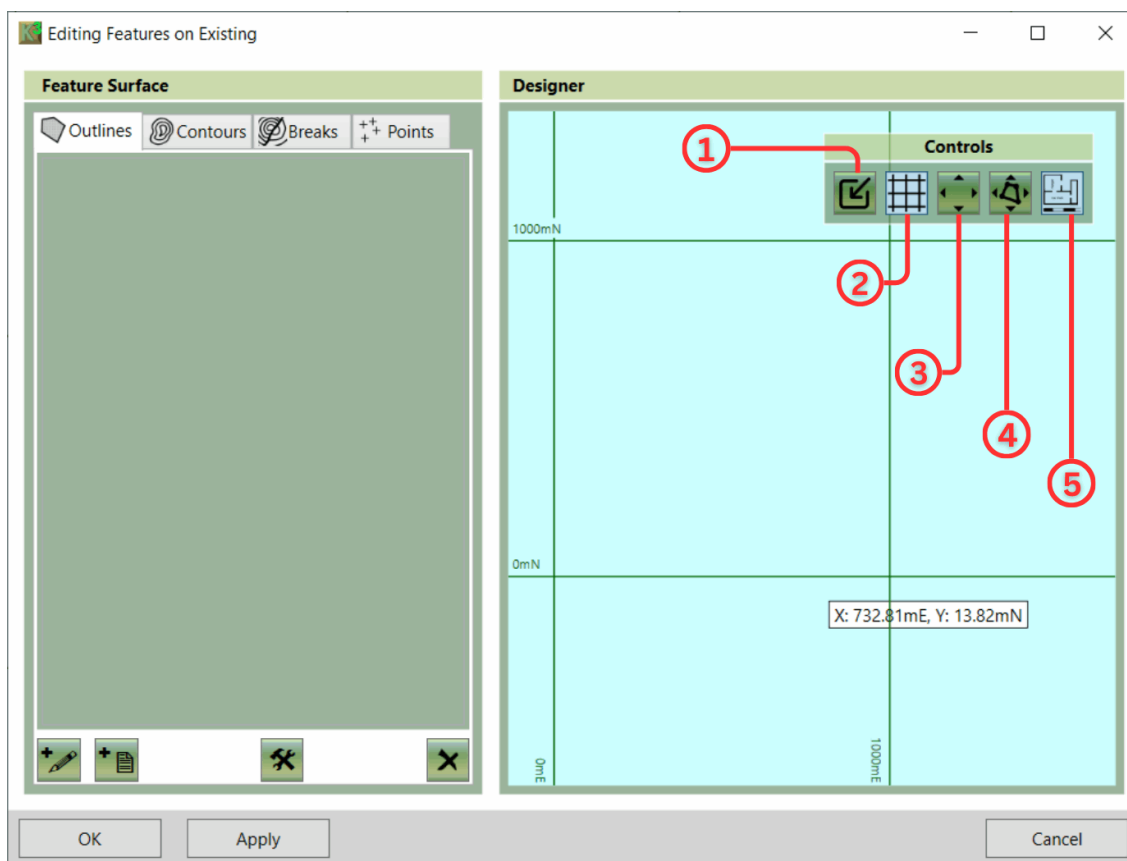 Editing Features on Existing
Feature Surface
Outlines
Contours
Breaks
Points
Designer
Controls
1
2
3
4
5
1000mN
0mN
X: 732.81mE, Y: 13.82mN
0mE
1000mE
OK
Apply
Cancel